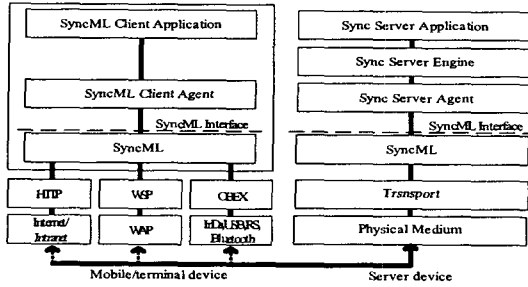 SyncML Client Application
SyncML Client Agent
SyncML Interface
SyncML
HTTP
WSP
OBEX
Internet/
Intranet
WAP
IrDa/USB/RS,
Bluetooth
Mobile/terminal device
Sync Server Application
Sync Server Engine
Sync Server Agent
SyncML Interface
SyncML
Trsnsport
Physical Medium
Server device